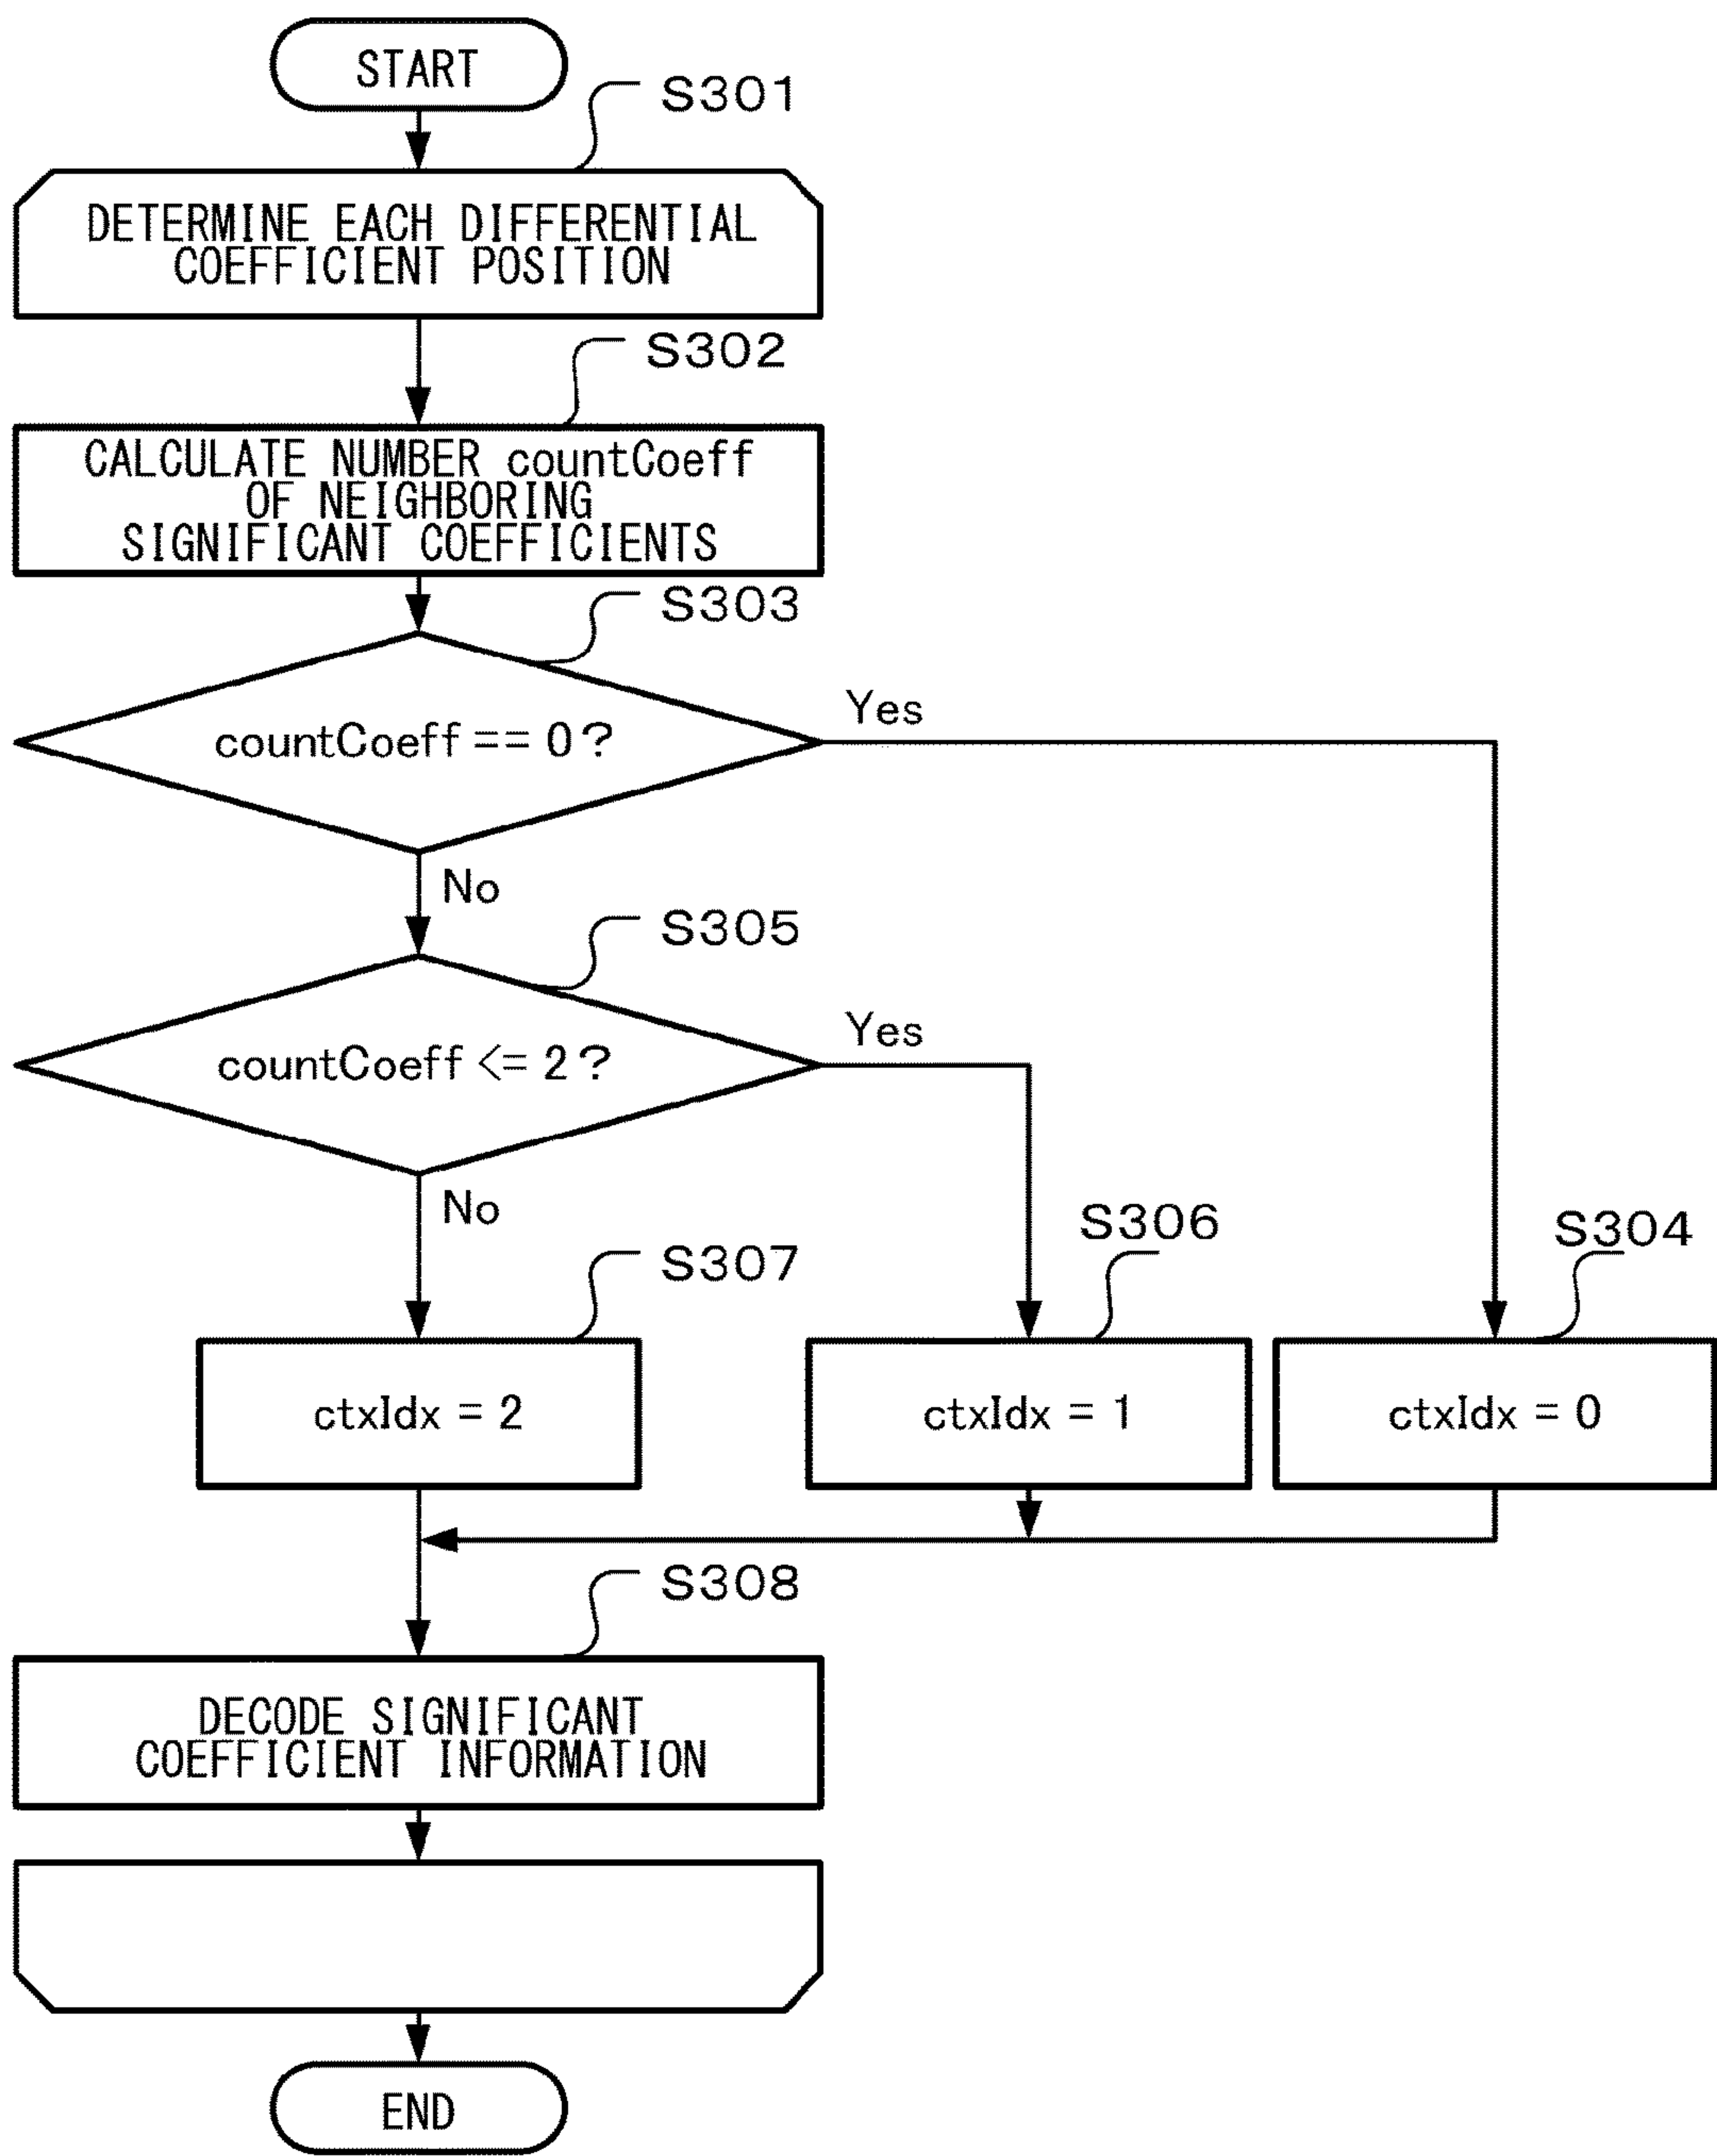 START
S301
DETERMINE EACH DIFFERENTIAL
COEFFICIENT POSITION
S302
CALCULATE NUMBER countCoeff
OF NEIGHBORING
SIGNIFICANT COEFFICIENTS
S303
countCoeff == 0?
Yes
No
S305
countCoeff <= 2?
Yes
No
S307
S306
S304
ctxIdx = 2
ctxIdx = 1
ctxIdx = 0
S308
DECODE SIGNIFICANT
COEFFICIENT INFORMATION
END